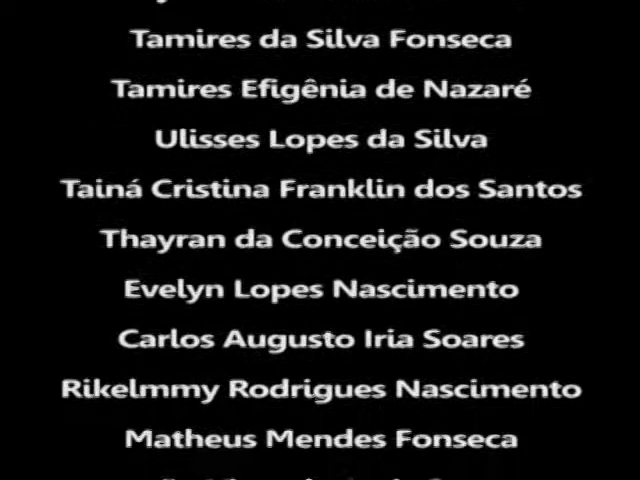 Tamires da Silva Fonseca
Tamires Efigênia de Nazaré
Ulisses Lopes da Silva
Tainá Cristina Franklin dos Santos
Thayran da Conceição Souza
Evelyn Lopes Nascimento
Carlos Augusto Iria Soares
Rikelmmy Rodrigues Nascimento
Matheus Mendes Fonseca